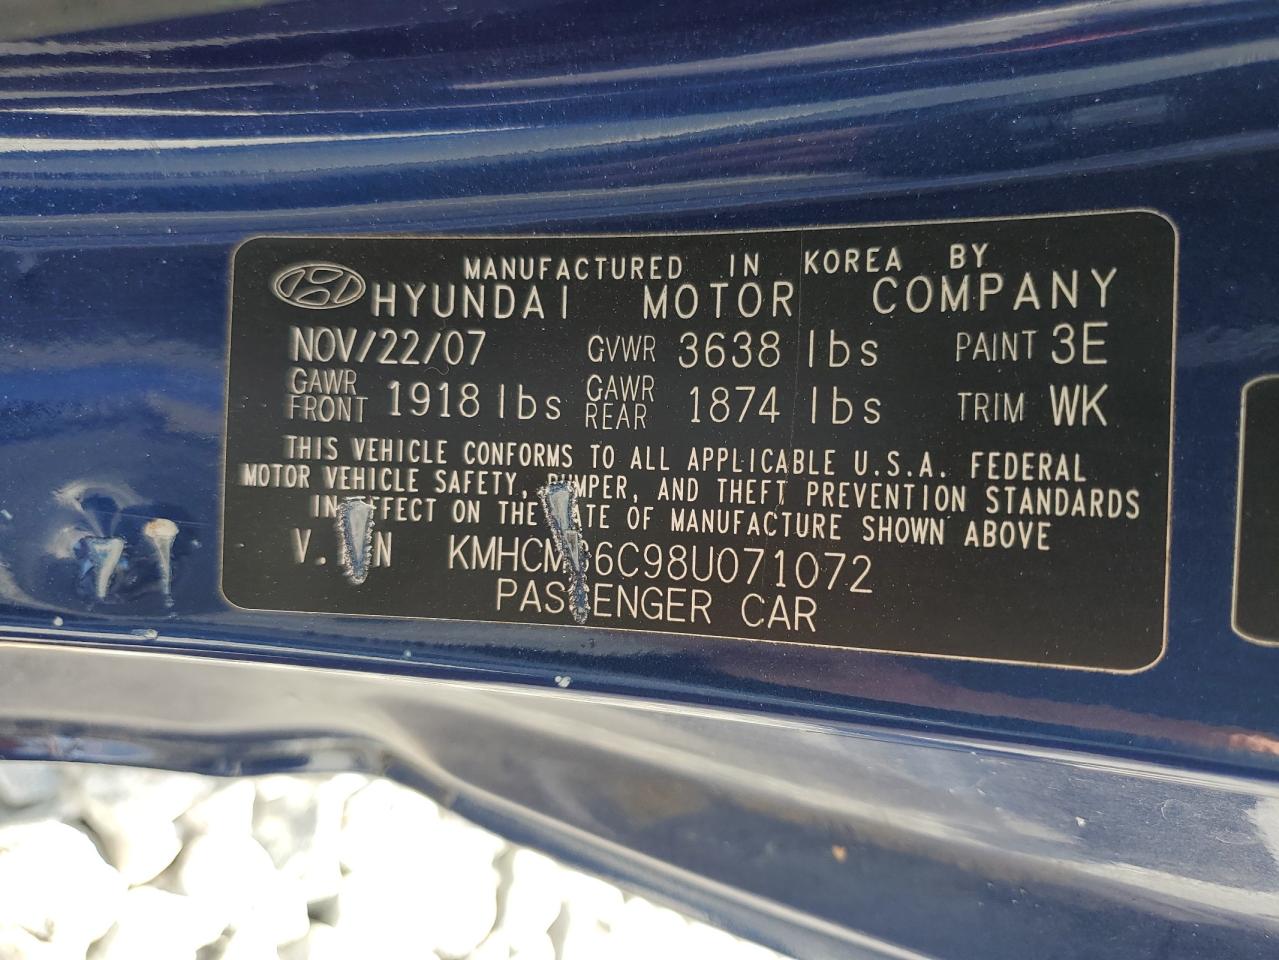 MANUFACTURED IN KOREA BY
HYUNDAI MOTOR COMPANY
NOV/22/07 GVWR 3638 lbs PAINT 3E
GAWR FRONT 1918 lbs GAWR REAR 1874 lbs TRIM WK
THIS VEHICLE CONFORMS TO ALL APPLICABLE U.S.A. FEDERAL
MOTOR VEHICLE SAFETY, BUMPER, AND THEFT PREVENTION STANDARDS
IN EFFECT ON THE DATE OF MANUFACTURE SHOWN ABOVE
PASSENGER CAR